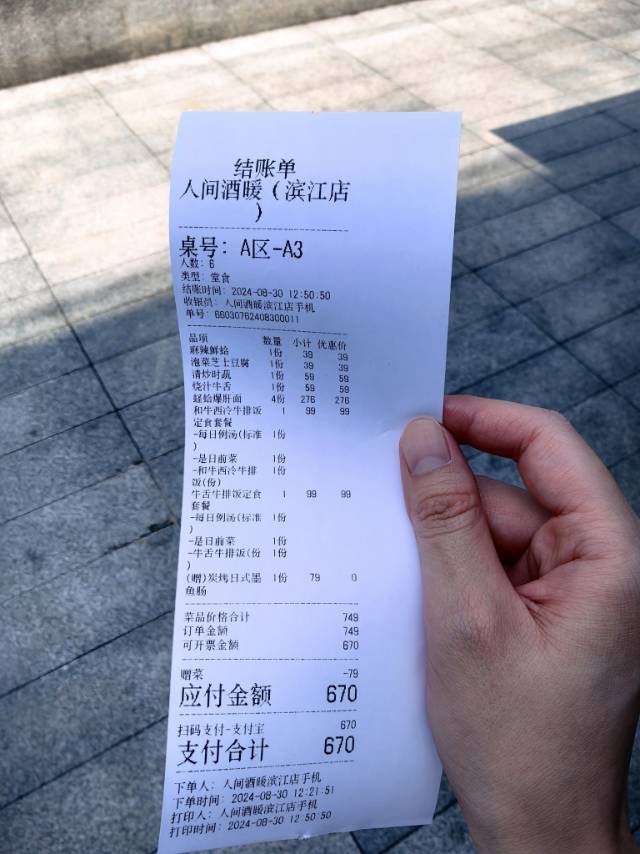 结账单
人间酒暖（滨江店
）
桌号：A区-A3
人数：6
类型：堂食
结账时间：2024-08-30 12:50:50
收银员：人间酒暖滨江店手机
单号：66030762408300011
品项 数量 小计 优惠价
麻辣鲜蛤 1份 39 39
泡菜芝士豆腐 1份 39 39
清炒时蔬 1份 59 59
烧汁牛舌 1份 59 59
蛏蛤爆肝面 4份 276 276
和牛西冷牛排饭 1 99 99
定食套餐
-每日例汤(标准 1份
)
-是日前菜 1份
-和牛西冷牛排 1份
饭(份)
牛舌牛排饭定食 1 99 99
套餐
-每日例汤(标准 1份
)
-是日前菜 1份
-牛舌牛排饭(份 1份
)
(赠)炭烤日式墨 1份 79 0
鱼肠
菜品价格合计 749
订单金额 749
可开票金额 670
赠菜 -79
应付金额 670
扫码支付-支付宝 670
支付合计 670
下单人：人间酒暖滨江店手机
下单时间：2024-08-30 12:21:51
打印人：人间酒暖滨江店手机
打印时间：2024-08-30 12:50:50